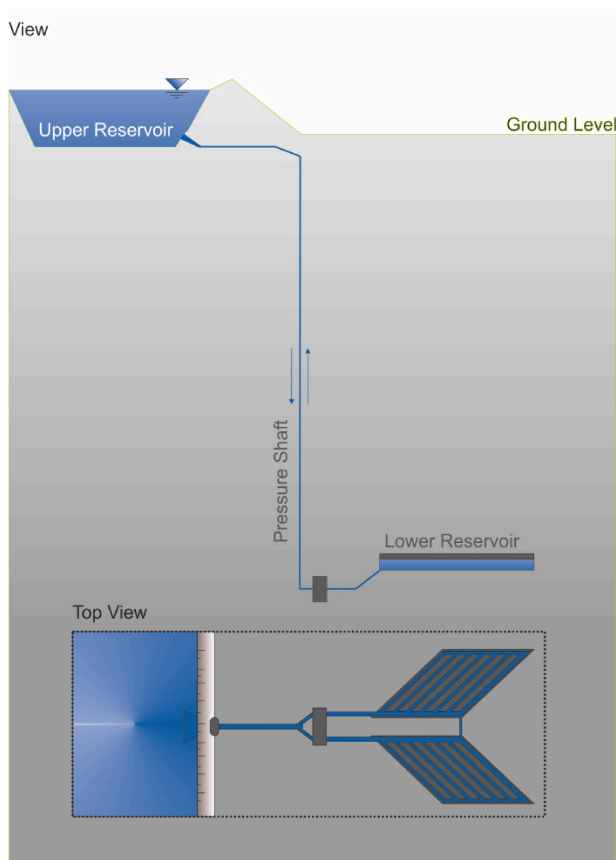 View
Upper Reservoir
Ground Level
Pressure Shaft
Lower Reservoir
Top View